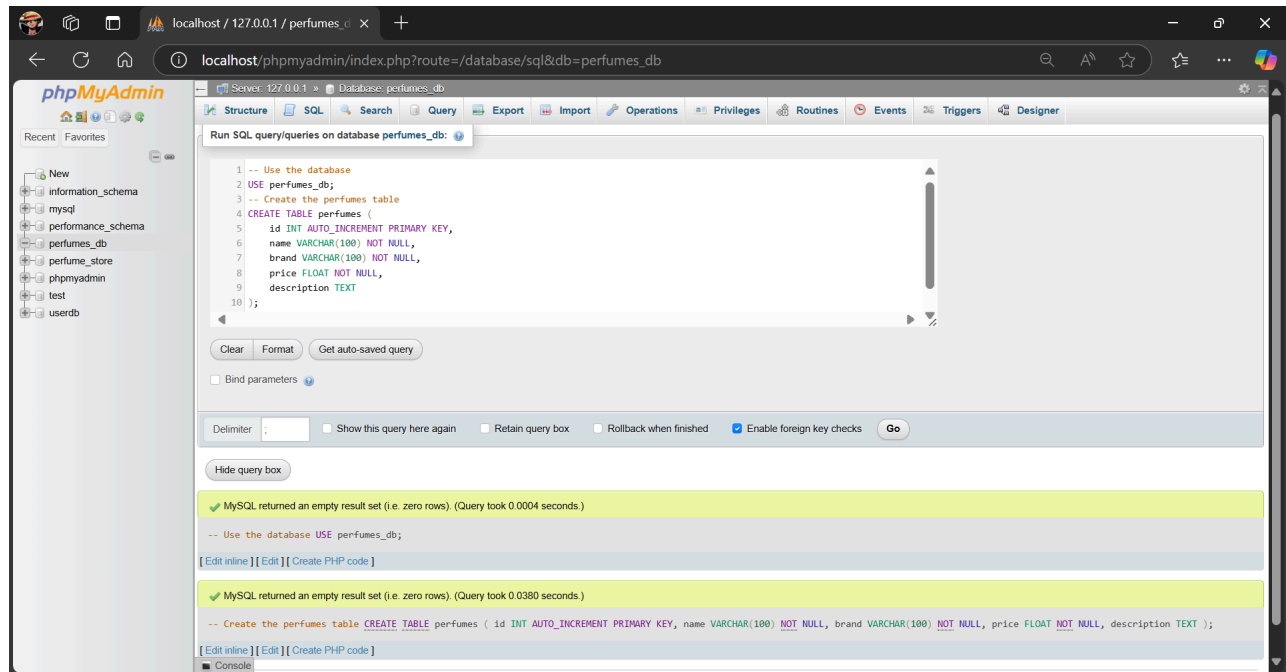 localhost / 127.0.0.1 / perfumes_d
localhost/phpmyadmin/index.php?route=/database/sql&db=perfumes_db
phpMyAdmin
Recent Favorites
New
information_schema
mysql
performance_schema
perfumes_db
perfume_store
phpmyadmin
test
userdb
Server: 127.0.0.1 » Database: perfumes_db
Structure SQL Search Query Export Import Operations Privileges Routines Events Triggers Designer
Run SQL query/queries on database perfumes_db:
1 -- Use the database
2 USE perfumes_db;
3 -- Create the perfumes table
4 CREATE TABLE perfumes (
5 id INT AUTO_INCREMENT PRIMARY KEY,
6 name VARCHAR(100) NOT NULL,
7 brand VARCHAR(100) NOT NULL,
8 price FLOAT NOT NULL,
9 description TEXT
10 );
Clear Format Get auto-saved query
Bind parameters
Delimiter ; Show this query here again Retain query box Rollback when finished Enable foreign key checks Go
Hide query box
MySQL returned an empty result set (i.e. zero rows). (Query took 0.0004 seconds.)
-- Use the database USE perfumes_db;
[ Edit inline ] [ Edit ] [ Create PHP code ]
MySQL returned an empty result set (i.e. zero rows). (Query took 0.0380 seconds.)
-- Create the perfumes table CREATE TABLE perfumes ( id INT AUTO_INCREMENT PRIMARY KEY, name VARCHAR(100) NOT NULL, brand VARCHAR(100) NOT NULL, price FLOAT NOT NULL, description TEXT );
[ Edit inline ] [ Edit ] [ Create PHP code ]
Console